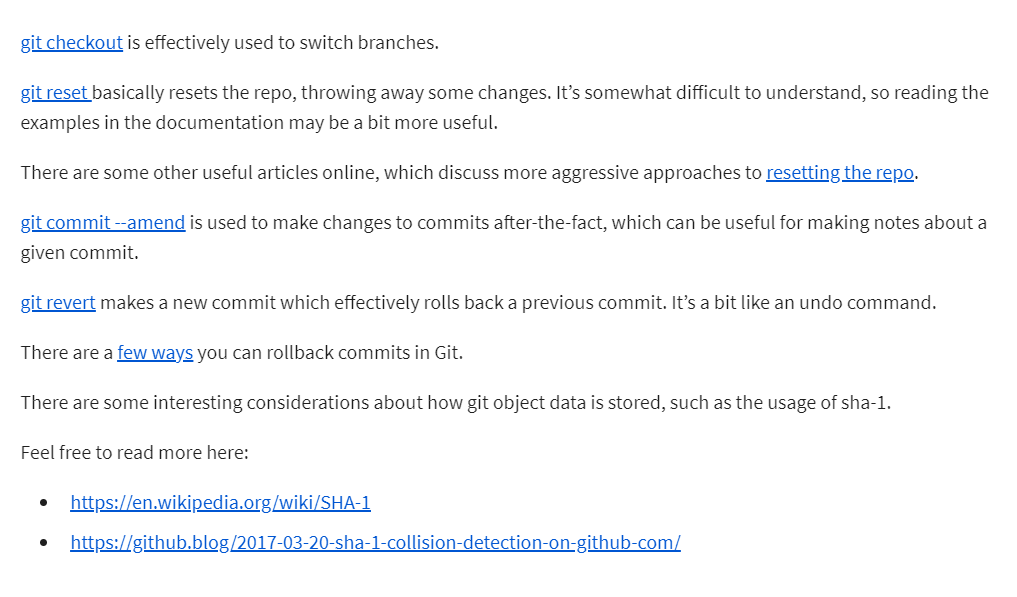 git checkout is effectively used to switch branches.
git reset basically resets the repo, throwing away some changes. It’s somewhat difficult to understand, so reading the
examples in the documentation may be a bit more useful.
There are some other useful articles online, which discuss more aggressive approaches to resetting the repo.
git commit --amend is used to make changes to commits after-the-fact, which can be useful for making notes about a
given commit.
git revert makes a new commit which effectively rolls back a previous commit. It’s a bit like an undo command.
There are a few ways you can rollback commits in Git.
There are some interesting considerations about how git object data is stored, such as the usage of sha-1.
Feel free to read more here:
• https://en.wikipedia.org/wiki/SHA-1
• https://github.blog/2017-03-20-sha-1-collision-detection-on-github-com/